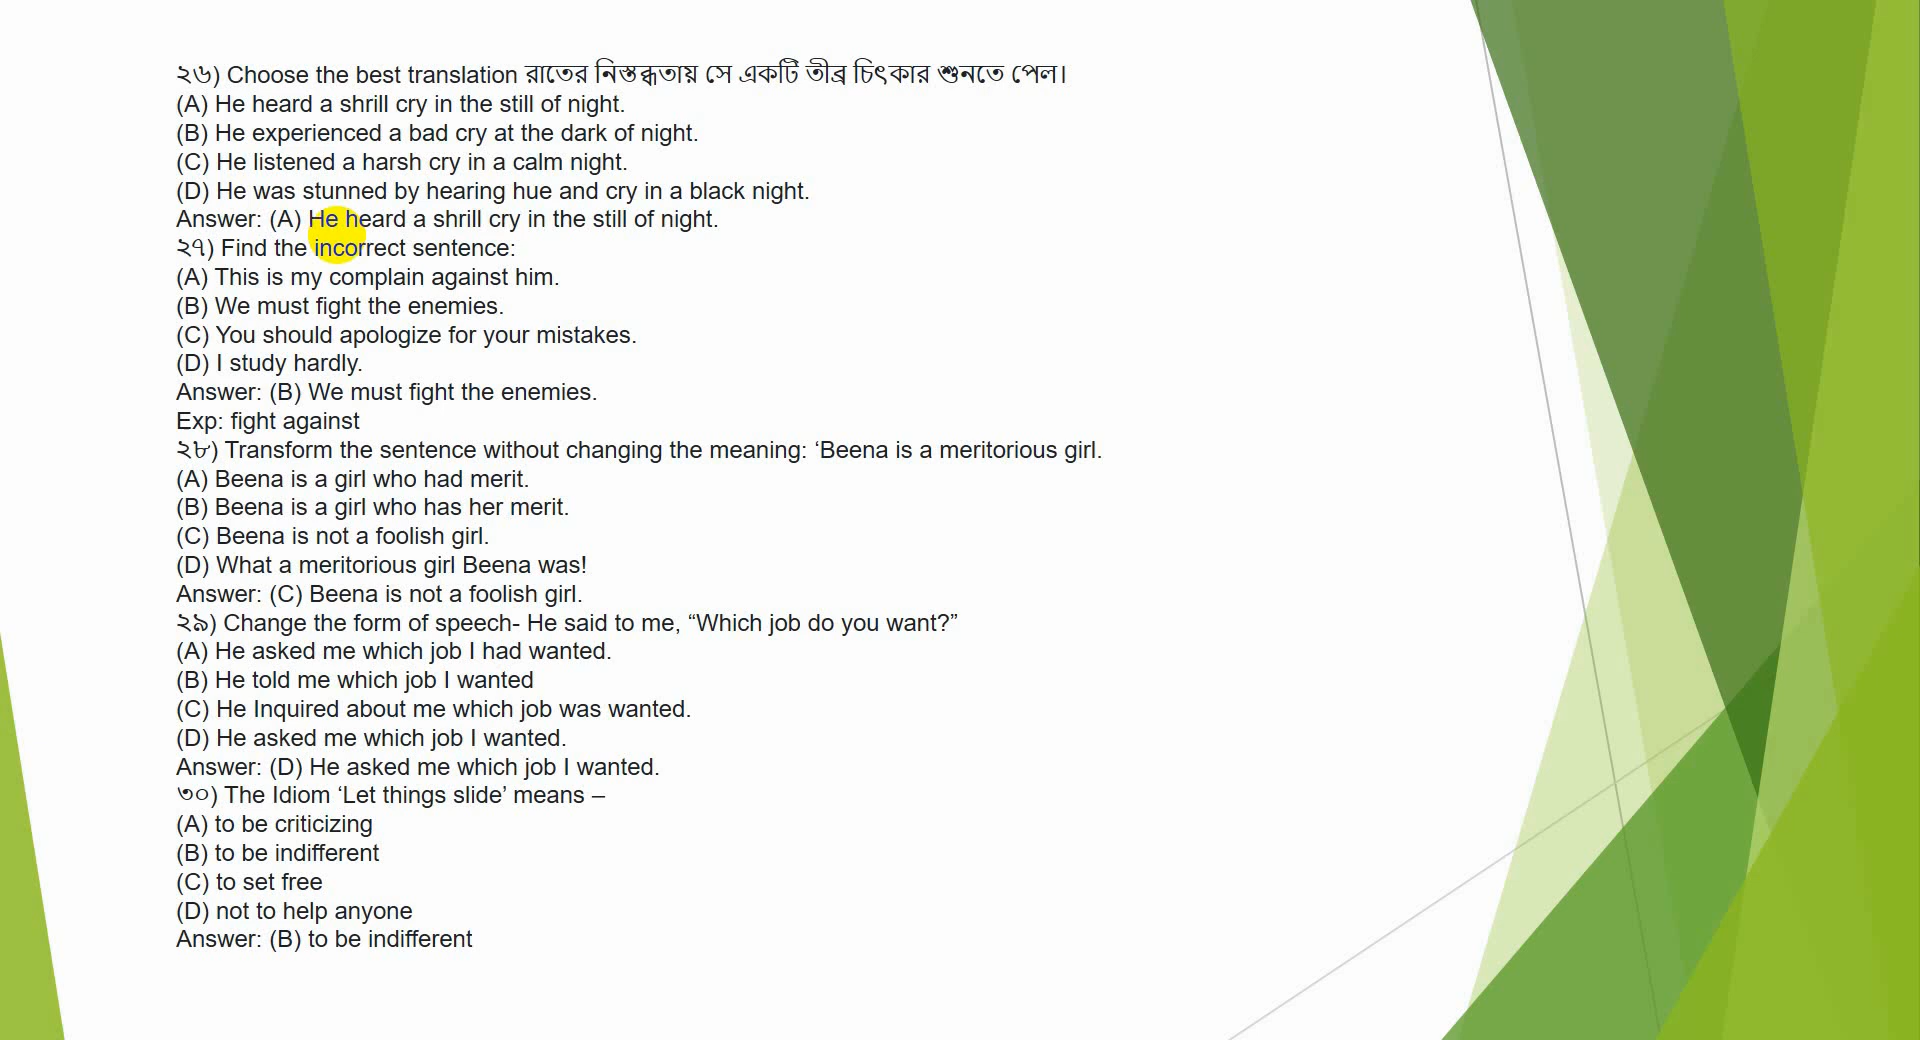 ২৬) Choose the best translation রাতের নিস্তব্ধতায় সে একটি তীব্র চিৎকার শুনতে পেল।
(A) He heard a shrill cry in the still of night.
(B) He experienced a bad cry at the dark of night.
(C) He listened a harsh cry in a calm night.
(D) He was stunned by hearing hue and cry in a black night.
Answer: (A) He heard a shrill cry in the still of night.
২৭) Find the incorrect sentence:
(A) This is my complain against him.
(B) We must fight the enemies.
(C) You should apologize for your mistakes.
(D) I study hardly.
Answer: (B) We must fight the enemies.
Exp: fight against
২৮) Transform the sentence without changing the meaning: ‘Beena is a meritorious girl.
(A) Beena is a girl who had merit.
(B) Beena is a girl who has her merit.
(C) Beena is not a foolish girl.
(D) What a meritorious girl Beena was!
Answer: (C) Beena is not a foolish girl.
২৯) Change the form of speech- He said to me, “Which job do you want?”
(A) He asked me which job I had wanted.
(B) He told me which job I wanted
(C) He Inquired about me which job was wanted.
(D) He asked me which job I wanted.
Answer: (D) He asked me which job I wanted.
৩০) The Idiom ‘Let things slide’ means –
(A) to be criticizing
(B) to be indifferent
(C) to set free
(D) not to help anyone
Answer: (B) to be indifferent